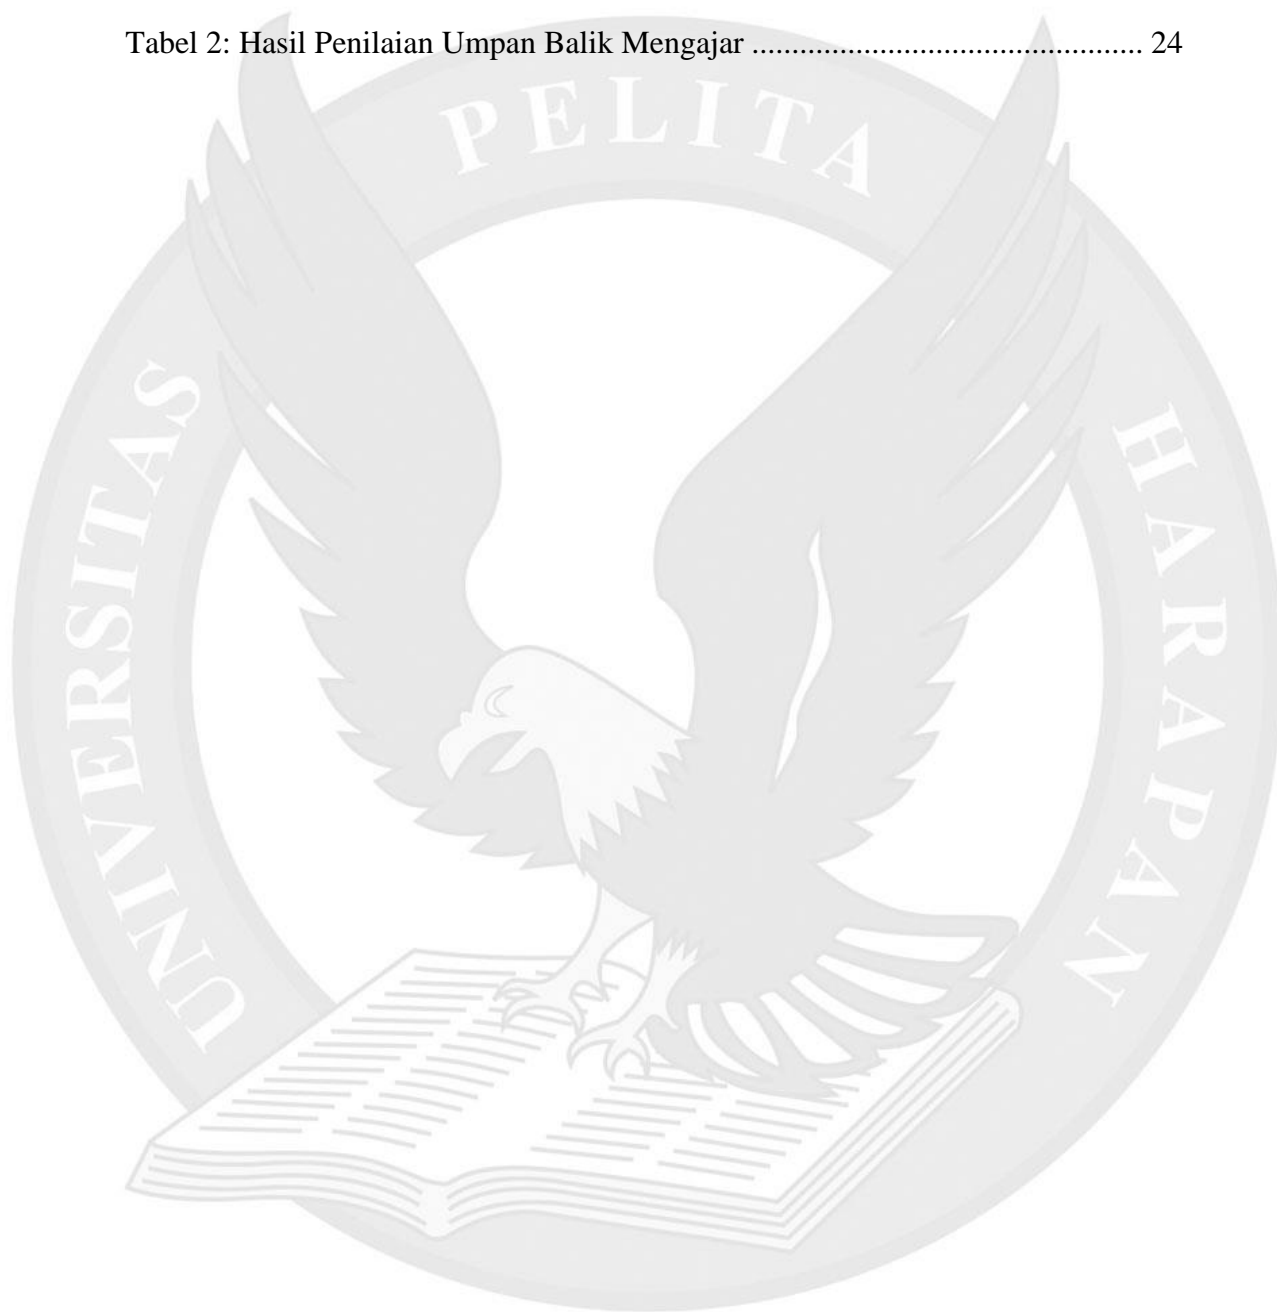 Tabel 2: Hasil Penilaian Umpan Balik Mengajar ................................................. 24
PELITA
UNIVERSITAS
HARAPAN